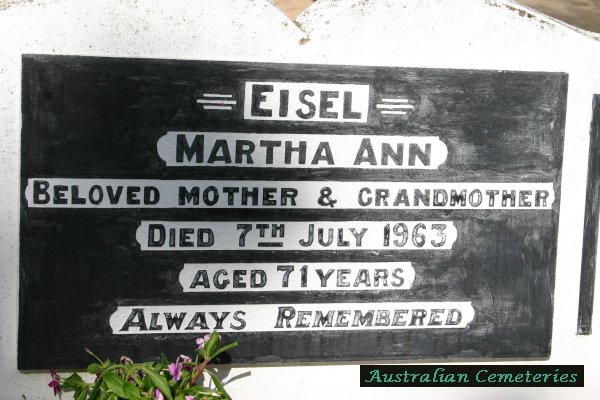 EISEL
MARTHA ANN
BELOVED MOTHER & GRANDMOTHER
DIED 7TH JULY 1963
AGED 71 YEARS
ALWAYS REMEMBERED
Australian Cemeteries